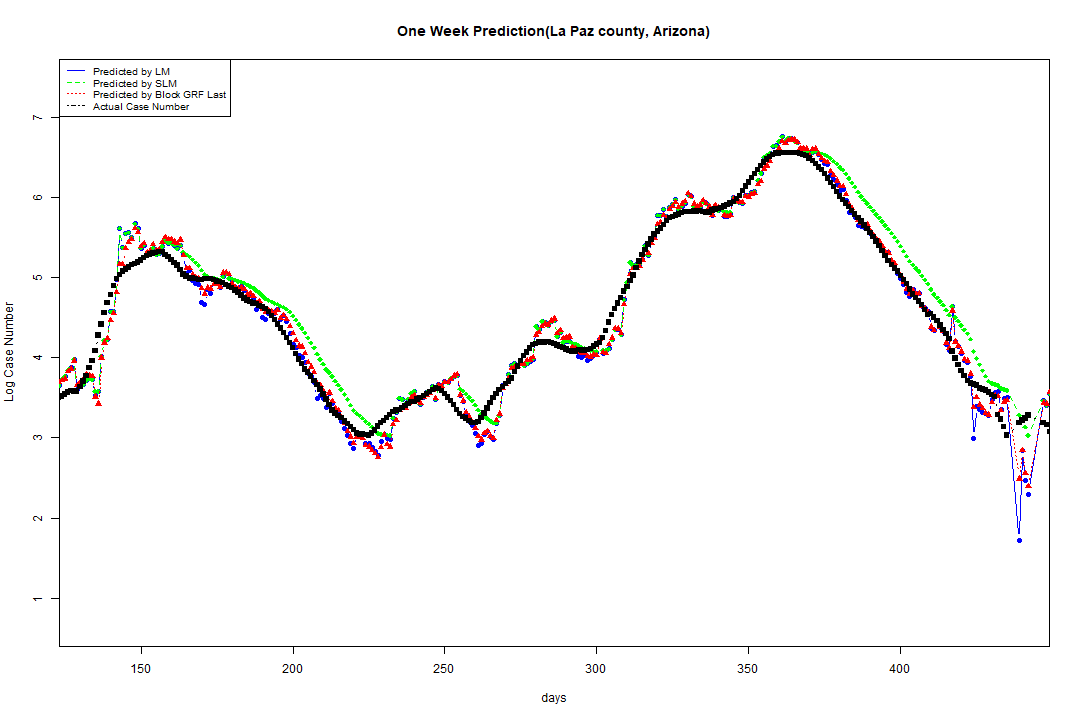 One Week Prediction(La Paz county, Arizona)
Predicted by LM
Predicted by SLM
Predicted by Block GRF Last
Actual Case Number
7
6
5
4
3
2
1
Log Case Number
150 200 250 300 350 400
days